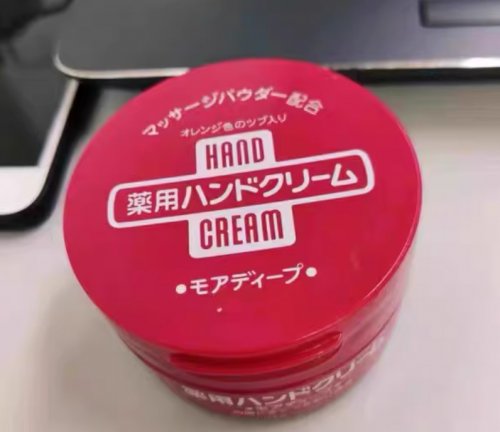 マッサージパウダー配合
オレンジ色のツブ入り
HAND
薬用ハンドクリーム
CREAM
•モアディープ•
薬用ハンドクリーム